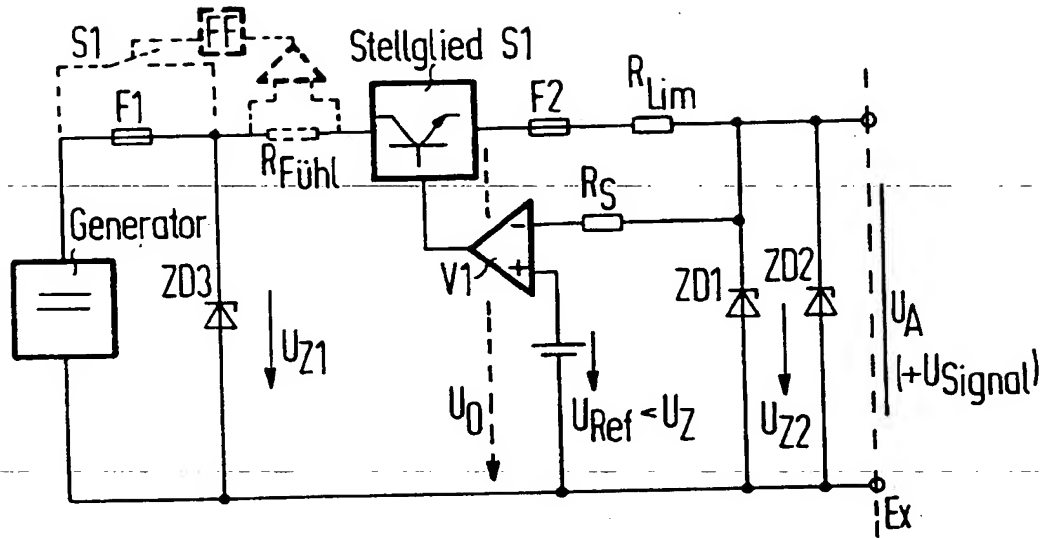 S1
FF
Stellglied S1
F1
F2
R_Lim
R_Fühl
R_S
Generator
ZD3
V1
-
+
ZD1
ZD2
U_Z1
U_0
U_Ref < U_Z
U_Z2
U_A
(+U_Signal)
Ex